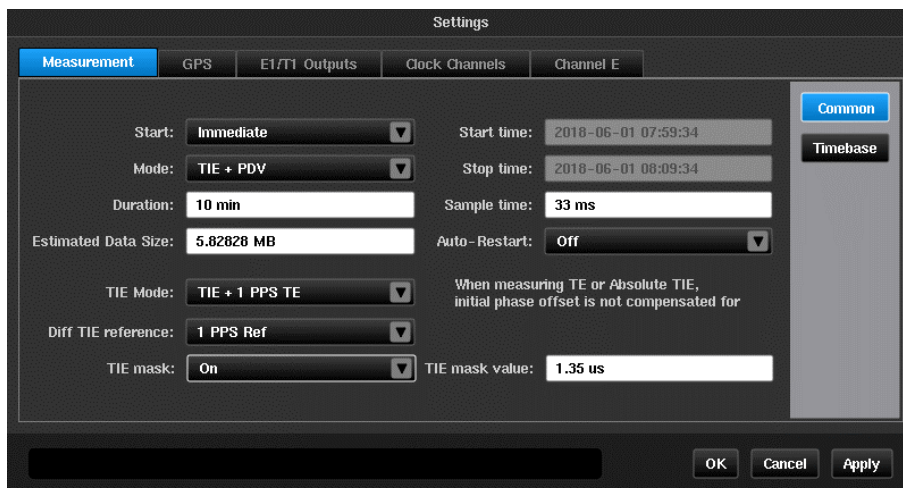 Settings
Measurement GPS E1/T1 Outputs Clock Channels Channel E
Common
Timebase
Start: Immediate Start time: 2018-06-01 07:59:34
Mode: TIE + PDV Stop time: 2018-06-01 08:09:34
Duration: 10 min Sample time: 33 ms
Estimated Data Size: 5.82828 MB Auto-Restart: Off
TIE Mode: TIE + 1 PPS TE
When measuring TE or Absolute TIE,
initial phase offset is not compensated for
Diff TIE reference: 1 PPS Ref
TIE mask: On TIE mask value: 1.35 us
OK Cancel Apply